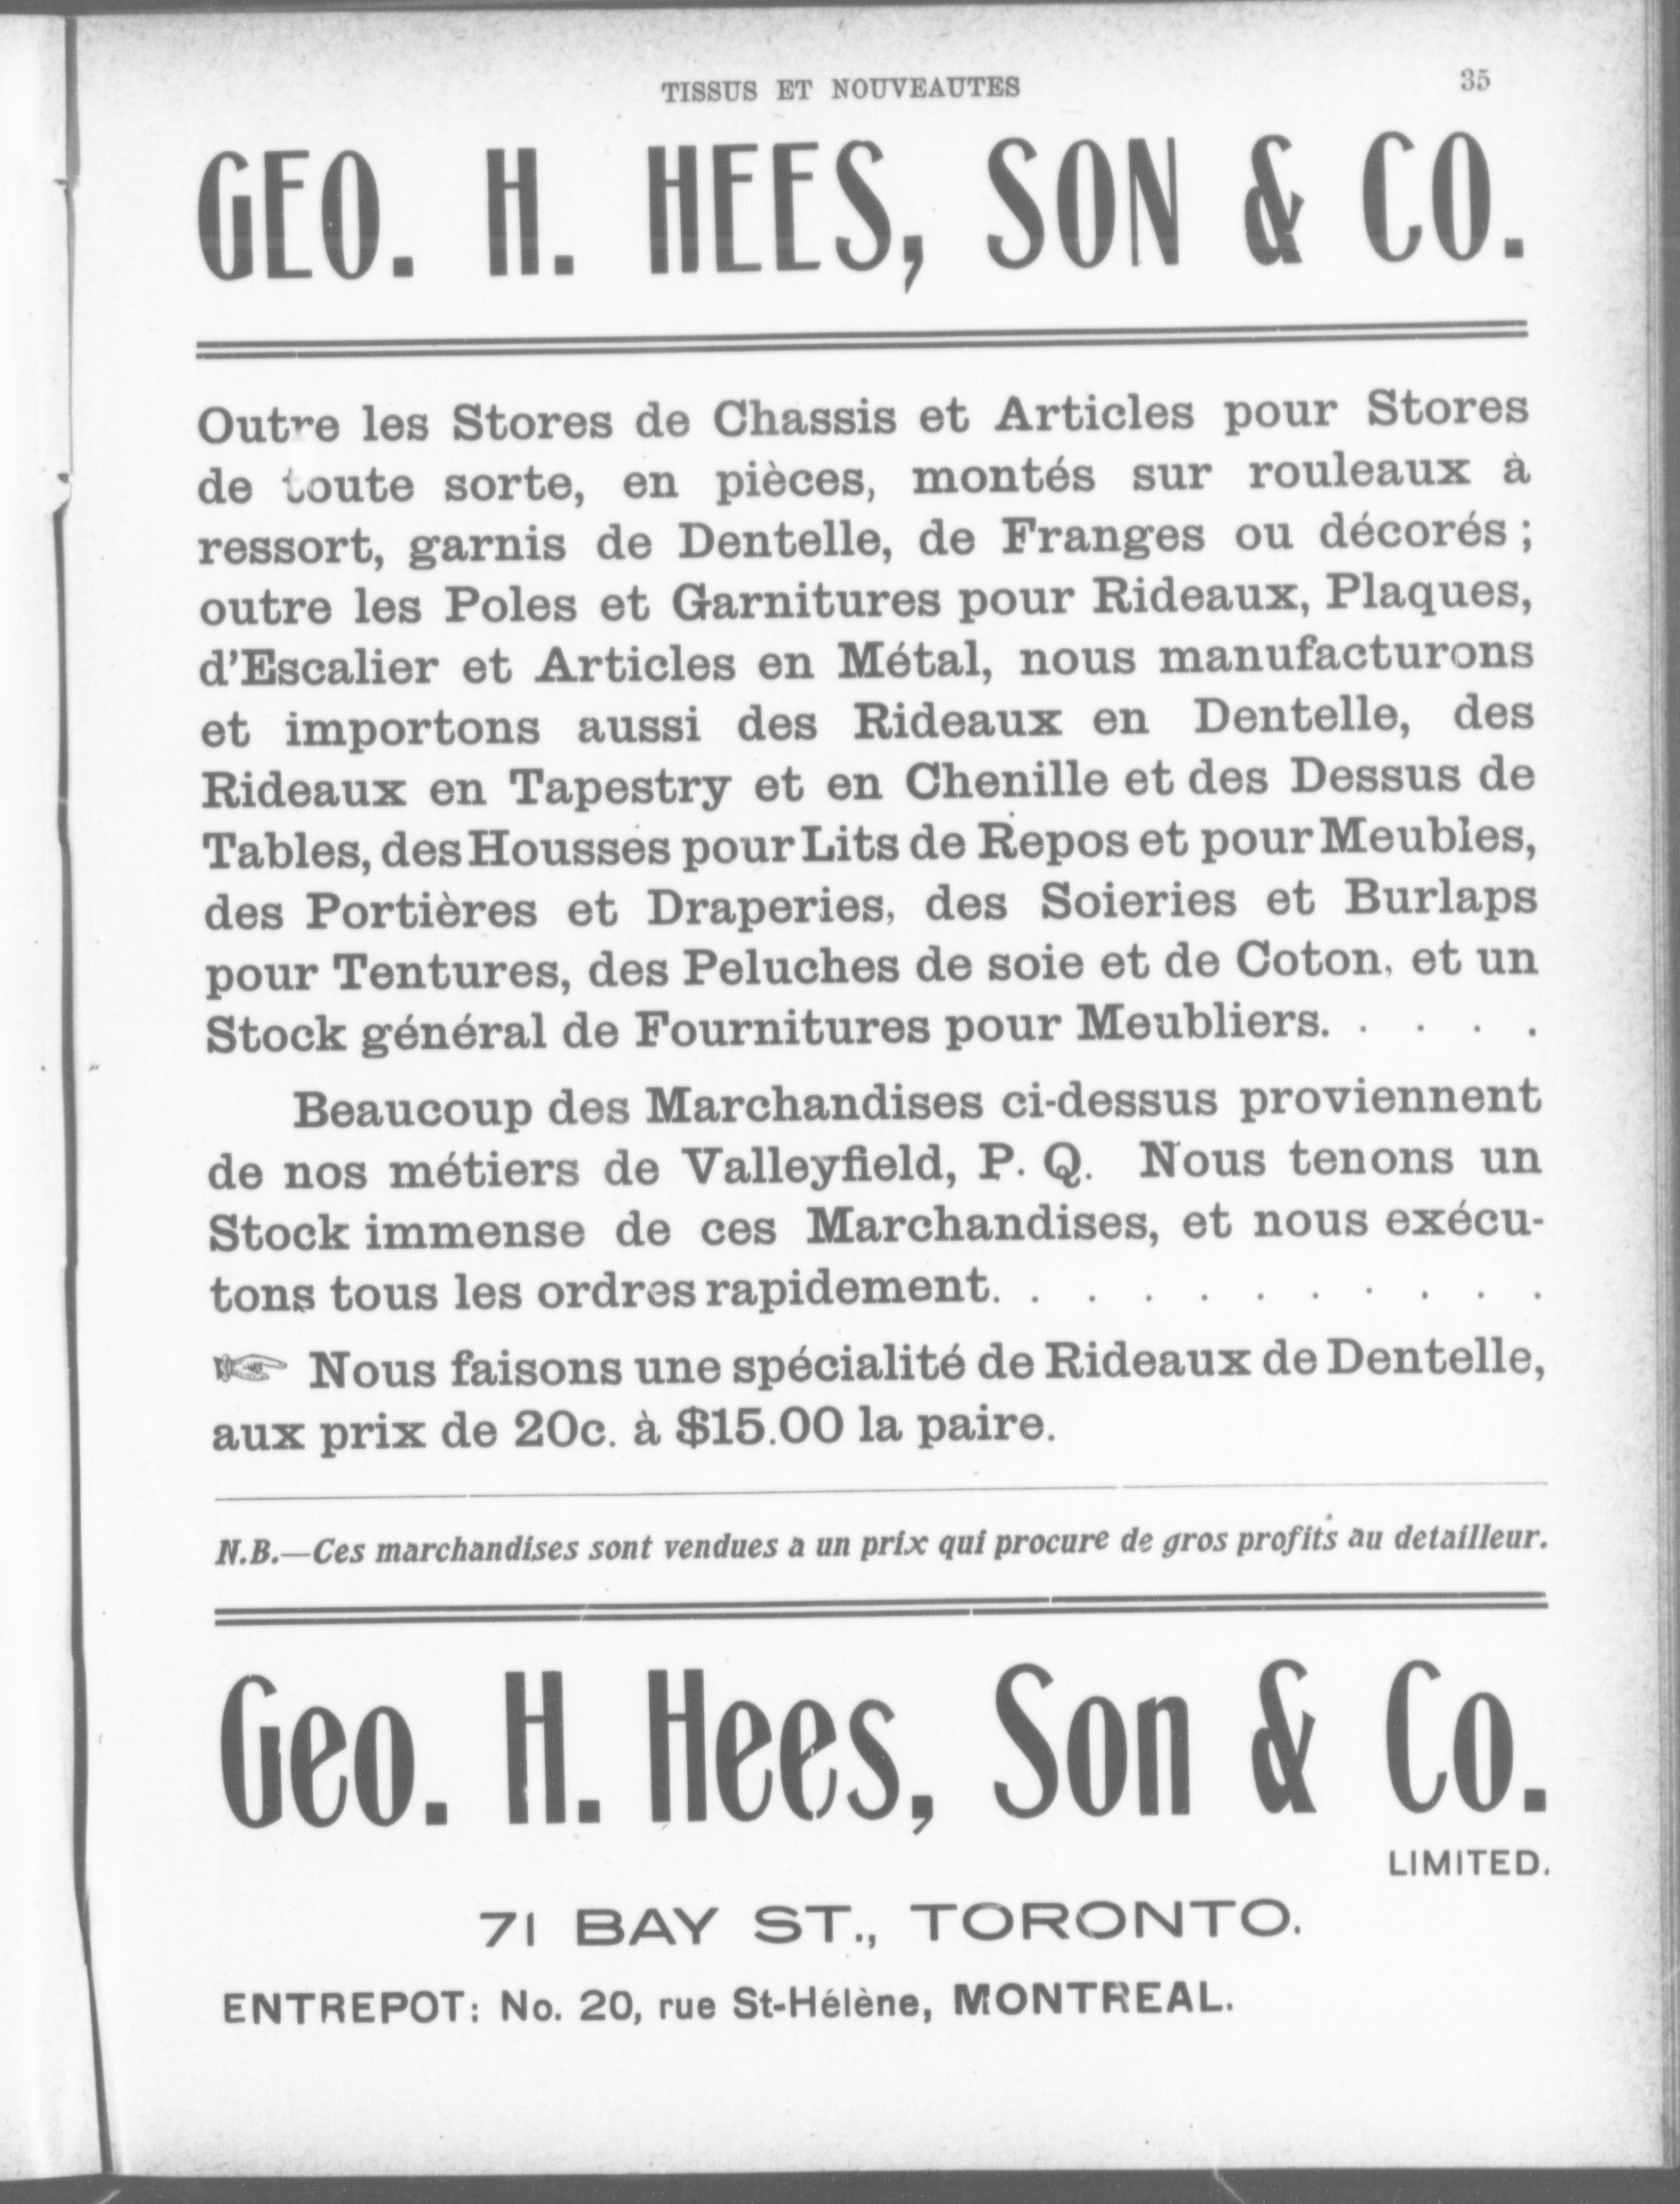 TISSUS ET NOUVEAUTES 35
GEO. H. HEES, SON & CO.
Outre les Stores de Chassis et Articles pour Stores
de toute sorte, en pièces, montés sur rouleaux à
ressort, garnis de Dentelle, de Franges ou décorés ;
outre les Poles et Garnitures pour Rideaux, Plaques,
d'Escalier et Articles en Métal, nous manufacturons
et importons aussi des Rideaux en Dentelle, des
Rideaux en Tapestry et en Chenille et des Dessus de
Tables, des Housses pour Lits de Repos et pour Meubles,
des Portières et Draperies, des Soieries et Burlaps
pour Tentures, des Peluches de soie et de Coton, et un
Stock général de Fournitures pour Meubliers. . . . .
Beaucoup des Marchandises ci-dessus proviennent
de nos métiers de Valleyfield, P. Q. Nous tenons un
Stock immense de ces Marchandises, et nous exécu-
tons tous les ordres rapidement. . . . . . . . . . .
☞ Nous faisons une spécialité de Rideaux de Dentelle,
aux prix de 20c. à $15.00 la paire.
N.B.—Ces marchandises sont vendues a un prix qui procure de gros profits au detailleur.
Geo. H. Hees, Son & Co.
LIMITED.
71 BAY ST., TORONTO.
ENTREPOT: No. 20, rue St-Hélène, MONTREAL.